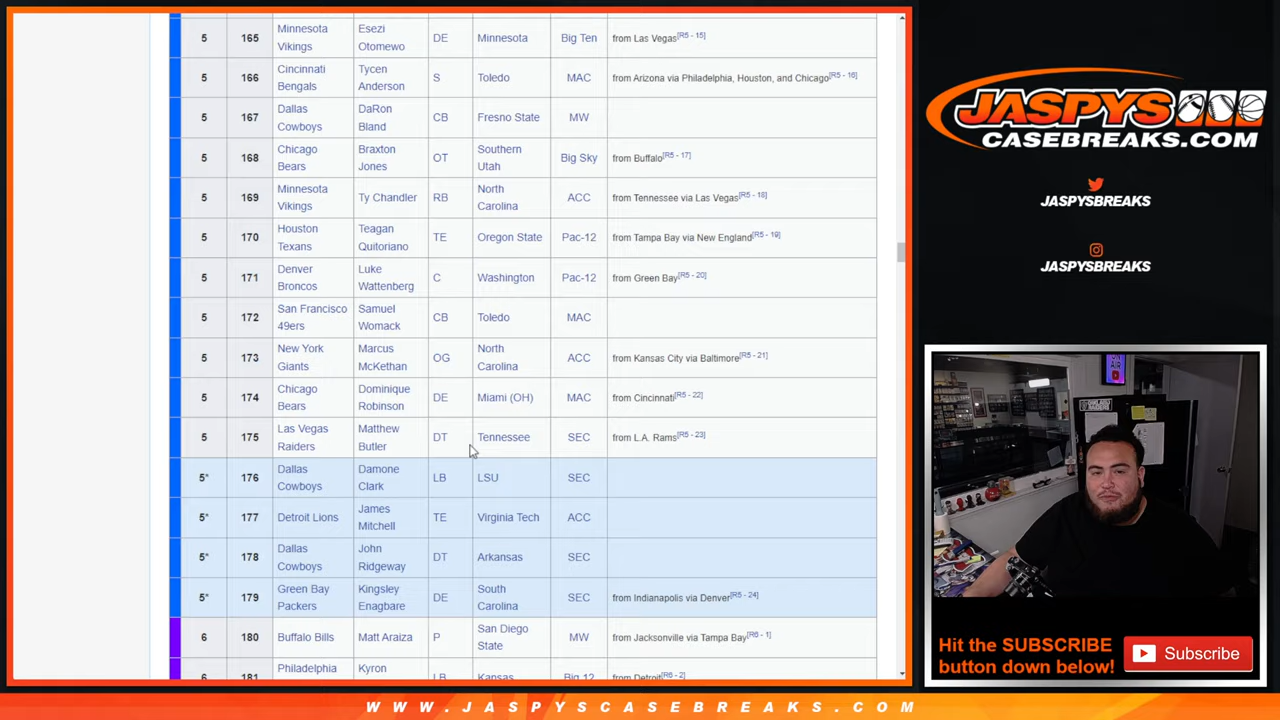 5 165 Minnesota Vikings Esezi Otomewo DE Minnesota Big Ten from Las Vegas[R5 - 15]
5 166 Cincinnati Bengals Tycen Anderson S Toledo MAC from Arizona via Philadelphia, Houston, and Chicago[R5 - 16]
5 167 Dallas Cowboys DaRon Bland CB Fresno State MW
5 168 Chicago Bears Braxton Jones OT Southern Utah Big Sky from Buffalo[R5 - 17]
5 169 Minnesota Vikings Ty Chandler RB North Carolina ACC from Tennessee via Las Vegas[R5 - 18]
5 170 Houston Texans Teagan Quitoriano TE Oregon State Pac-12 from Tampa Bay via New England[R5 - 19]
5 171 Denver Broncos Luke Wattenberg C Washington Pac-12 from Green Bay[R5 - 20]
5 172 San Francisco 49ers Samuel Womack CB Toledo MAC
5 173 New York Giants Marcus McKethan OG North Carolina ACC from Kansas City via Baltimore[R5 - 21]
5 174 Chicago Bears Dominique Robinson DE Miami (OH) MAC from Cincinnati[R5 - 22]
5 175 Las Vegas Raiders Matthew Butler DT Tennessee SEC from L.A. Rams[R5 - 23]
5* 176 Dallas Cowboys Damone Clark LB LSU SEC
5* 177 Detroit Lions James Mitchell TE Virginia Tech ACC
5* 178 Dallas Cowboys John Ridgeway DT Arkansas SEC
5* 179 Green Bay Packers Kingsley Enagbare DE South Carolina SEC from Indianapolis via Denver[R5 - 24]
6 180 Buffalo Bills Matt Araiza P San Diego State MW from Jacksonville via Tampa Bay[R6 - 1]
6 181 Philadelphia Kyron LB Kansas Big 12 from Detroit[R6 - 2]
JASPYS
CASEBREAKS.COM
JASPYSBREAKS
JASPYSBREAKS
Hit the SUBSCRIBE
button down below!
Subscribe
WWW.JASPYSCASEBREAKS.COM